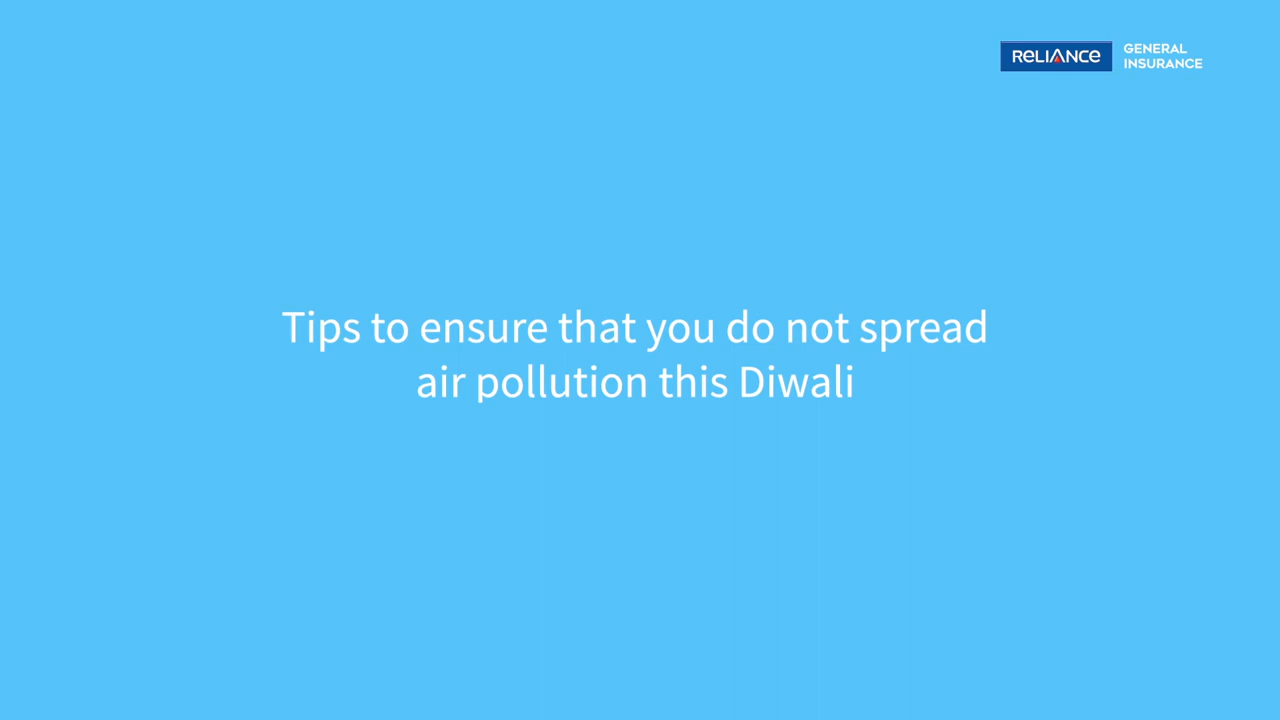 RELIANCE GENERAL
INSURANCE
Tips to ensure that you do not spread
air pollution this Diwali